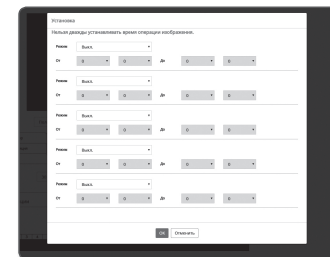 Установка
Нельзя дважды устанавливать время операции изображения.
Режим Выкл.
От 0 0 До 0 0
Режим Выкл.
От 0 0 До 0 0
Режим Выкл.
От 0 0 До 0 0
Режим Выкл.
От 0 0 До 0 0
Режим Выкл.
От 0 0 До 0 0
ОК Отменить